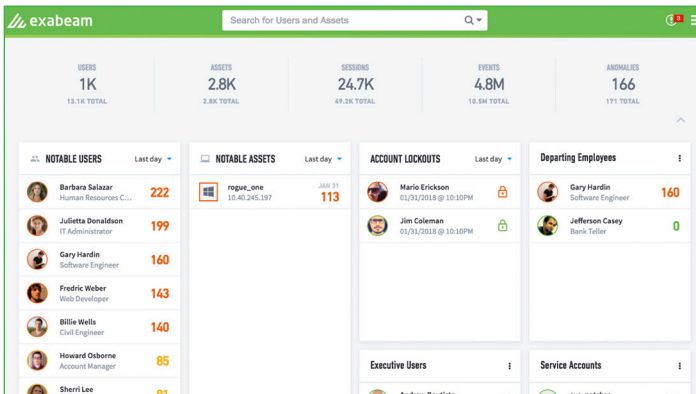 exabeam
Search for Users and Assets
3
USERS
1K
13.1K TOTAL
ASSETS
2.8K
2.8K TOTAL
SESSIONS
24.7K
49.2K TOTAL
EVENTS
4.8M
10.5M TOTAL
ANOMALIES
166
171 TOTAL
NOTABLE USERS Last day
Barbara Salazar
Human Resources C... 222
Julietta Donaldson
IT Administrator 199
Gary Hardin
Software Engineer 160
Fredric Weber
Web Developer 143
Billie Wells
Civil Engineer 140
Howard Osborne
Account Manager 85
Sherri Lee
NOTABLE ASSETS Last day
rogue_one JAN 31
10.40.245.197 113
ACCOUNT LOCKOUTS Last day
Mario Erickson
01/31/2018 @ 10:10PM
Jim Coleman
01/31/2018 @ 10:10PM
Departing Employees
Gary Hardin
Software Engineer 160
Jefferson Casey
Bank Teller 0
Executive Users
Service Accounts